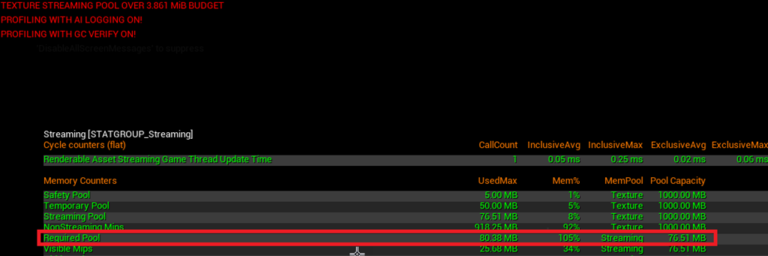 TEXTURE STREAMING POOL OVER 3.861 MiB BUDGET
PROFILING WITH AI LOGGING ON!
PROFILING WITH GC VERIFY ON!
Streaming [STATGROUP_Streaming]
Cycle counters (flat) CallCount InclusiveAvg InclusiveMax ExclusiveAvg ExclusiveMax
Renderable Asset Streaming Game Thread Update Time 1 0.05 ms 0.25 ms 0.02 ms 0.06 ms
Memory Counters UsedMax Mem% MemPool Pool Capacity
Safety Pool 5.00 MB 1% Texture 1000.00 MB
Temporary Pool 50.00 MB 5% Texture 1000.00 MB
Streaming Pool 76.51 MB 8% Texture 1000.00 MB
NonStreaming Mips 918.25 MB 92% Texture 1000.00 MB
Required Pool 80.38 MB 105% Streaming 76.51 MB
Visible Mips 25.68 MB 34% Streaming 76.51 MB